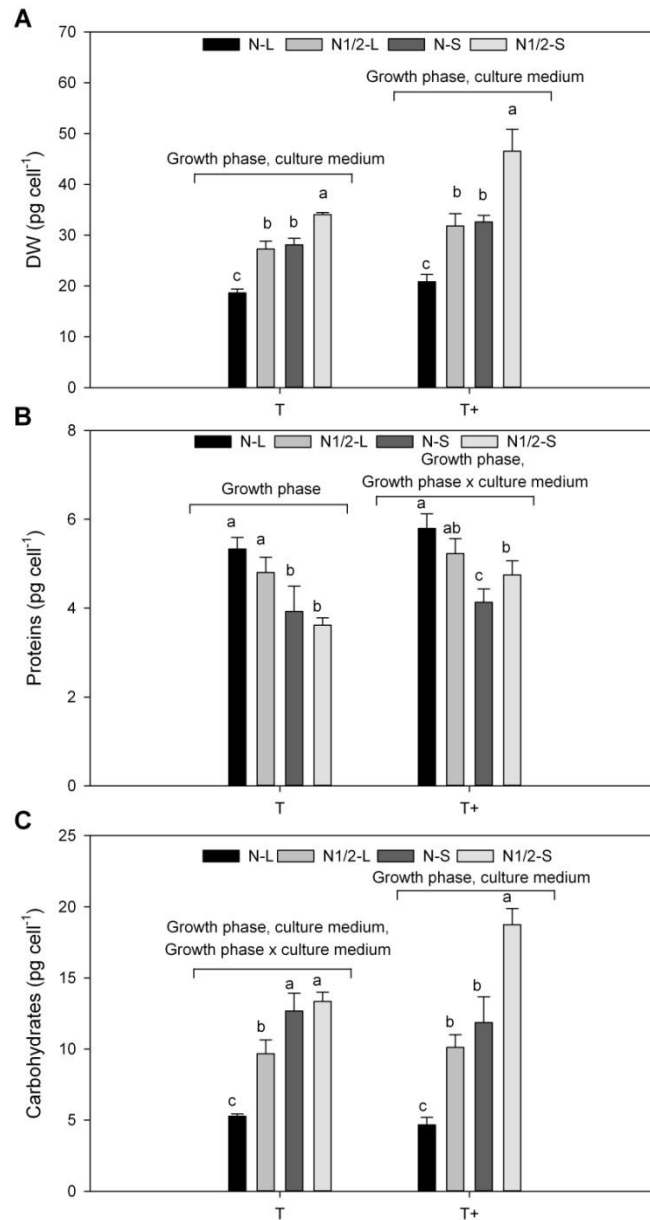 A
70
N-L N1/2-L N-S N1/2-S
Growth phase, culture medium
60
a
50
Growth phase, culture medium
DW (pg cell⁻¹)
40
a
b b
b b
30
c
c
20
10
0
T T+
B
8
N-L N1/2-L N-S N1/2-S
Growth phase,
Growth phase
Growth phase x culture medium
a
a ab
6
a
b
b
c
b
Proteins (pg cell⁻¹)
4
2
0
T T+
C
25
N-L N1/2-L N-S N1/2-S
Growth phase, culture medium
20
a
Growth phase, culture medium,
Growth phase x culture medium
15
a a
b
b
b
Carbohydrates (pg cell⁻¹)
10
c
c
5
0
T T+